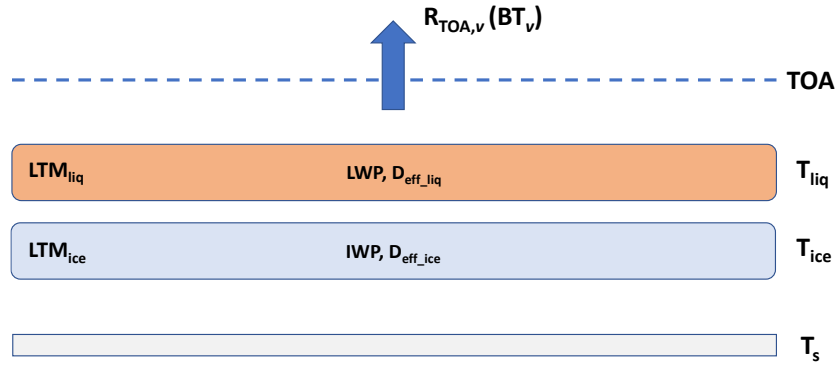 R_TOA,ν (BT_ν)
TOA
LTM_liq LWP, D_eff_liq T_liq
LTM_ice IWP, D_eff_ice T_ice
T_s